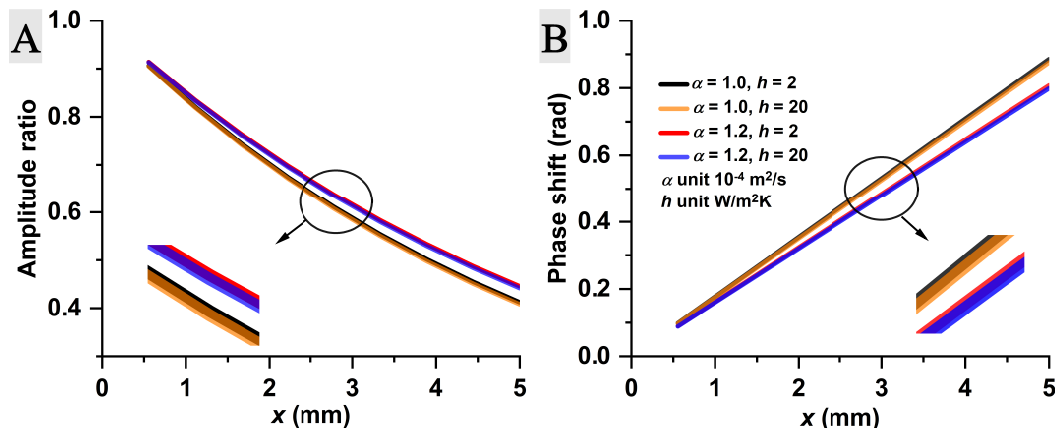 A
1.0
0.8
0.6
0.4
Amplitude ratio
0
1
2
3
4
5
x (mm)
B
1.0
0.8
0.6
0.4
0.2
0.0
Phase shift (rad)
α = 1.0, h = 2
α = 1.0, h = 20
α = 1.2, h = 2
α = 1.2, h = 20
α unit 10⁻⁴ m²/s
h unit W/m²K
0
1
2
3
4
5
x (mm)